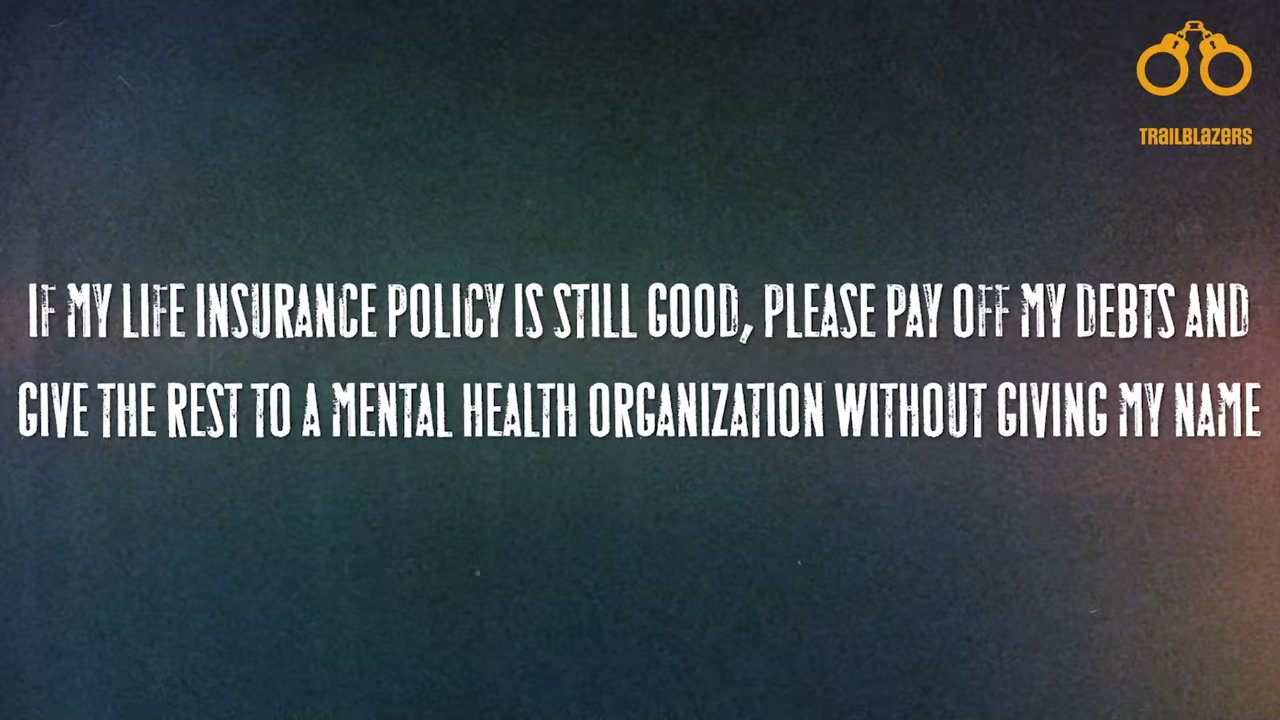 TRAILBLAZERS
IF MY LIFE INSURANCE POLICY IS STILL GOOD, PLEASE PAY OFF MY DEBTS AND
GIVE THE REST TO A MENTAL HEALTH ORGANIZATION WITHOUT GIVING MY NAME